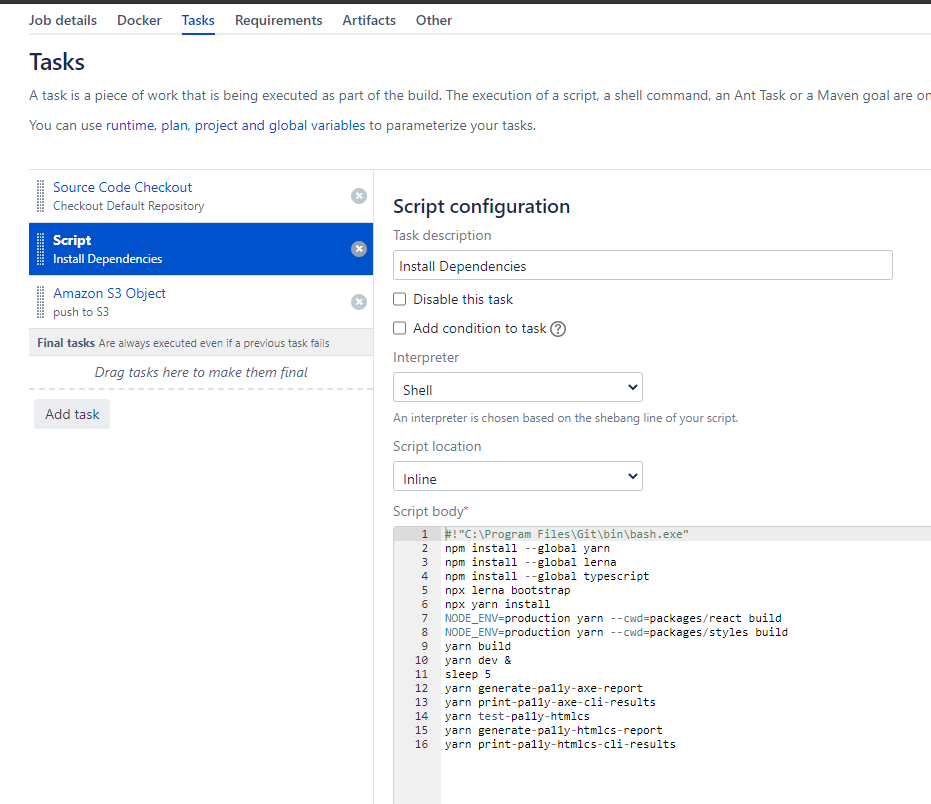 Job details Docker Tasks Requirements Artifacts Other
Tasks
A task is a piece of work that is being executed as part of the build. The execution of a script, a shell command, an Ant Task or a Maven goal are
You can use runtime, plan, project and global variables to parameterize your tasks.
Source Code Checkout
Checkout Default Repository
Script
Install Dependencies
Amazon S3 Object
push to S3
Final tasks Are always executed even if a previous task fails
Drag tasks here to make them final
Add task
Script configuration
Task description
Install Dependencies
Disable this task
Add condition to task ?
Interpreter
Shell
An interpreter is chosen based on the shebang line of your script.
Script location
Inline
Script body*
1 #!"C:\Program Files\Git\bin\bash.exe"
2 npm install --global yarn
3 npm install --global lerna
4 npm install --global typescript
5 npx lerna bootstrap
6 npx yarn install
7 NODE_ENV=production yarn --cwd=packages/react build
8 NODE_ENV=production yarn --cwd=packages/styles build
9 yarn build
10 yarn dev &
11 sleep 5
12 yarn generate-pa11y-axe-report
13 yarn print-pa11y-axe-cli-results
14 yarn test-pa11y-htmlcs
15 yarn generate-pa11y-htmlcs-report
16 yarn print-pa11y-htmlcs-cli-results